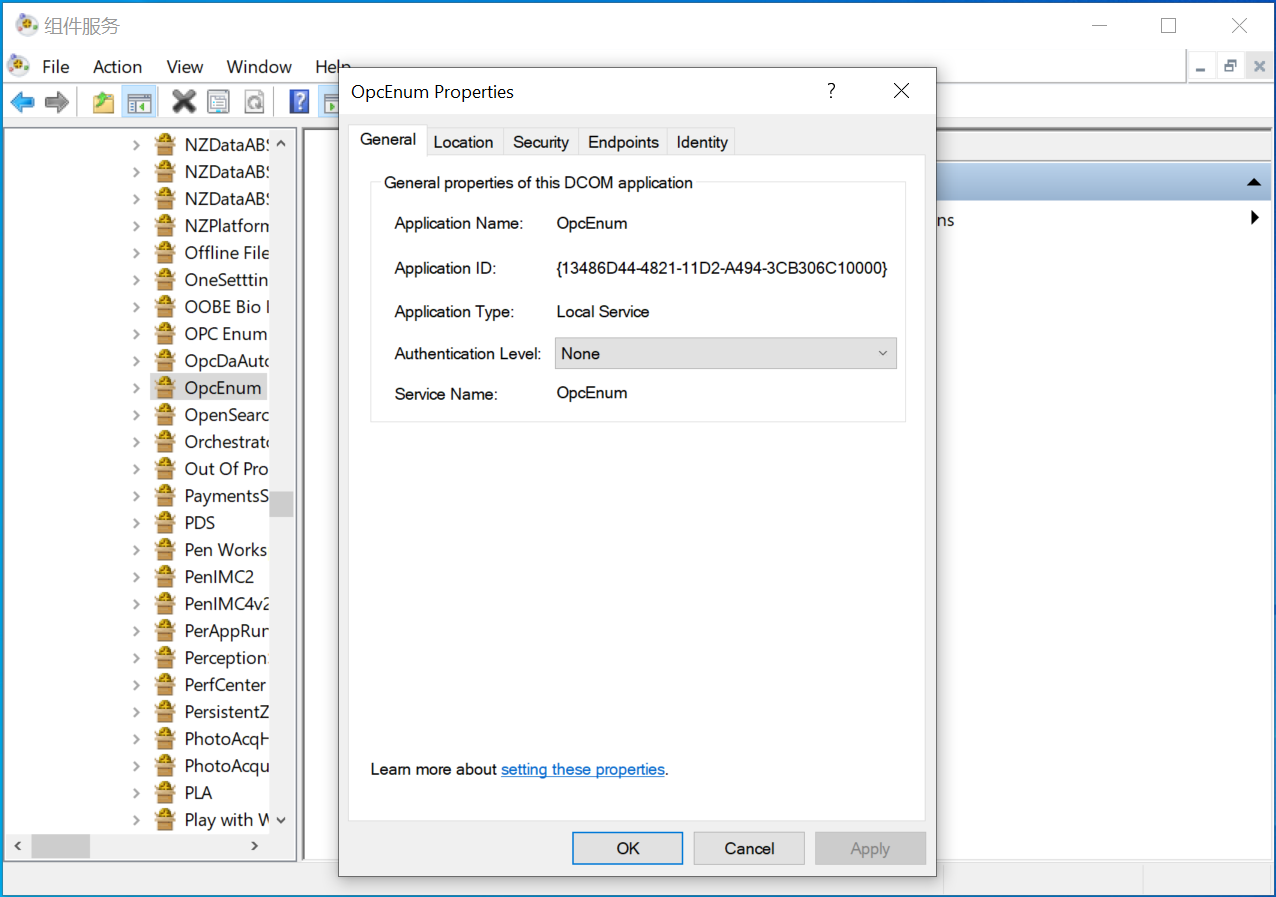 组件服务
File Action View Window Help
OpcEnum Properties
?
General Location Security Endpoints Identity
General properties of this DCOM application
Application Name: OpcEnum
Application ID: {13486D44-4821-11D2-A494-3CB306C10000}
Application Type: Local Service
Authentication Level: None
Service Name: OpcEnum
Learn more about setting these properties.
OK Cancel Apply
NZDataABS
NZDataABS
NZDataABS
NZPlatform
Offline File
OneSetttin
OOBE Bio
OPC Enum
OpcDaAuto
OpcEnum
OpenSearc
Orchestrato
Out Of Pro
PaymentsS
PDS
Pen Works
PenIMC2
PenIMC4v2
PerAppRun
Perception
PerfCenter
PersistentZ
PhotoAcqH
PhotoAcqu
PLA
Play with W
ns